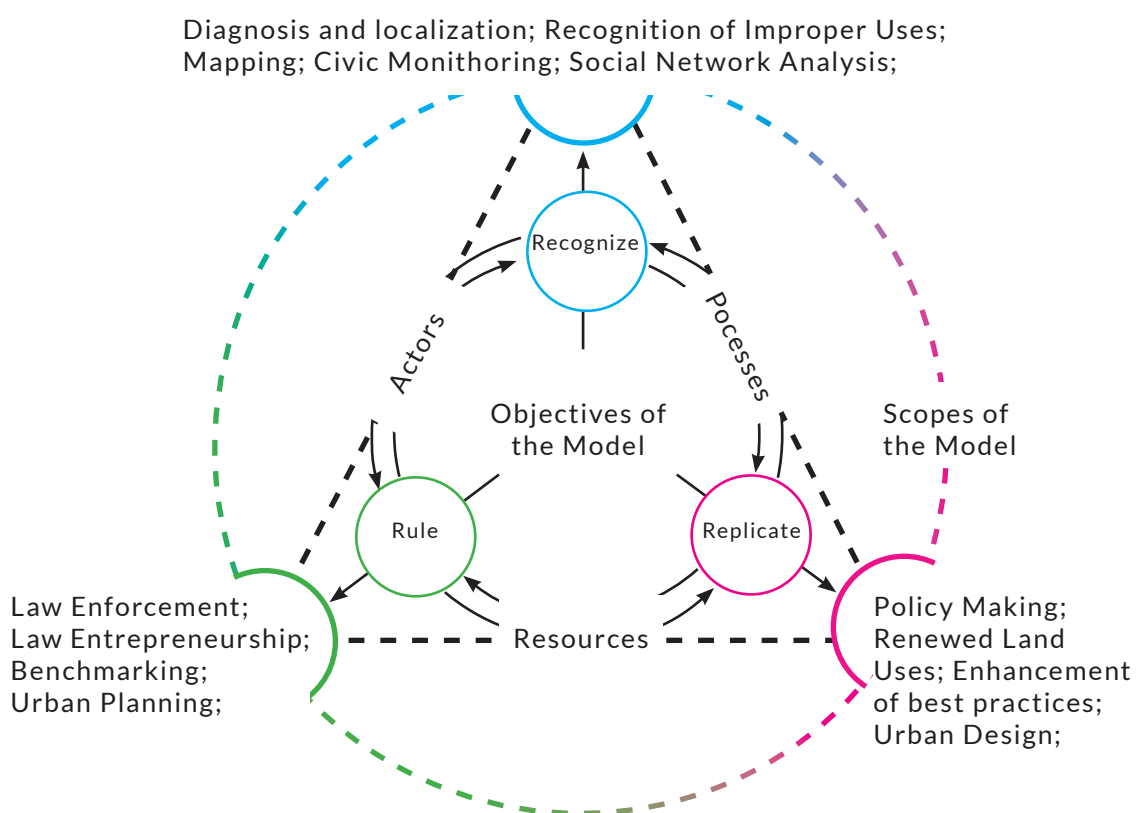 Diagnosis and localization; Recognition of Improper Uses;
Mapping; Civic Monithoring; Social Network Analysis;
Recognize
Actors
Pocesses
Objectives of
the Model
Scopes of
the Model
Rule
Replicate
Law Enforcement;
Law Entrepreneurship;
Benchmarking;
Urban Planning;
Resources
Policy Making;
Renewed Land
Uses; Enhancement
of best practices;
Urban Design;